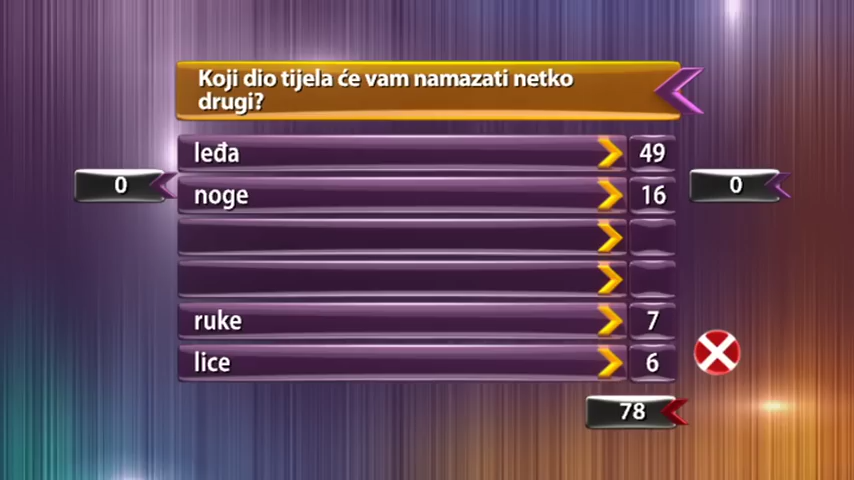 Koji dio tijela će vam namazati netko
drugi?
leđa 49
0
0
noge 16
ruke 7
lice 6
78